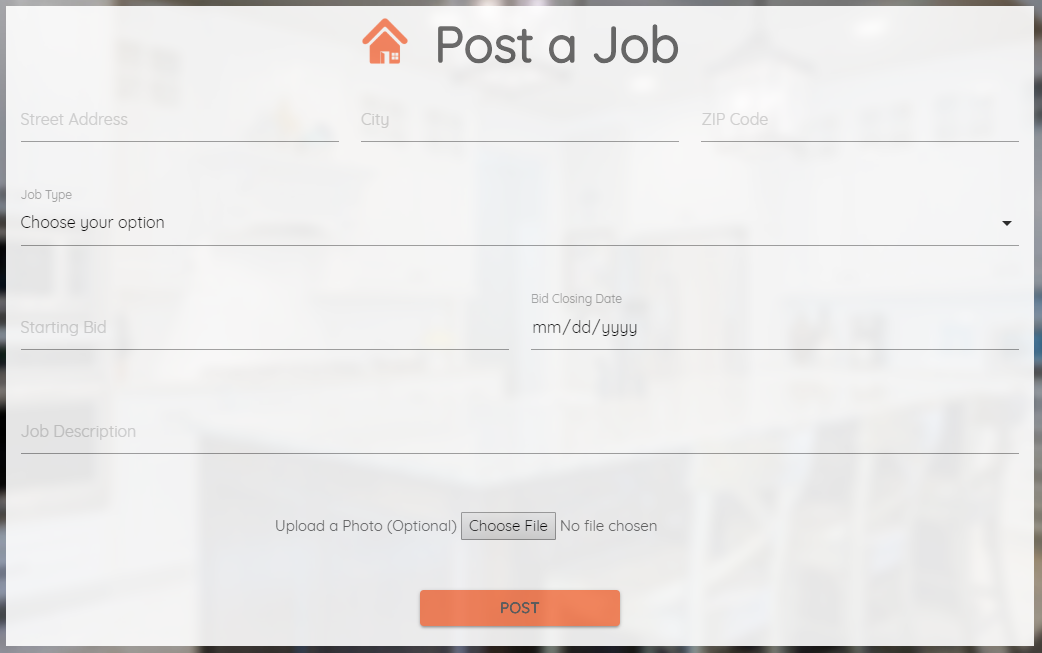 Post a Job
Street Address City ZIP Code
Job Type
Choose your option
Bid Closing Date
Starting Bid mm/dd/yyyy
Job Description
Upload a Photo (Optional) Choose File No file chosen
POST